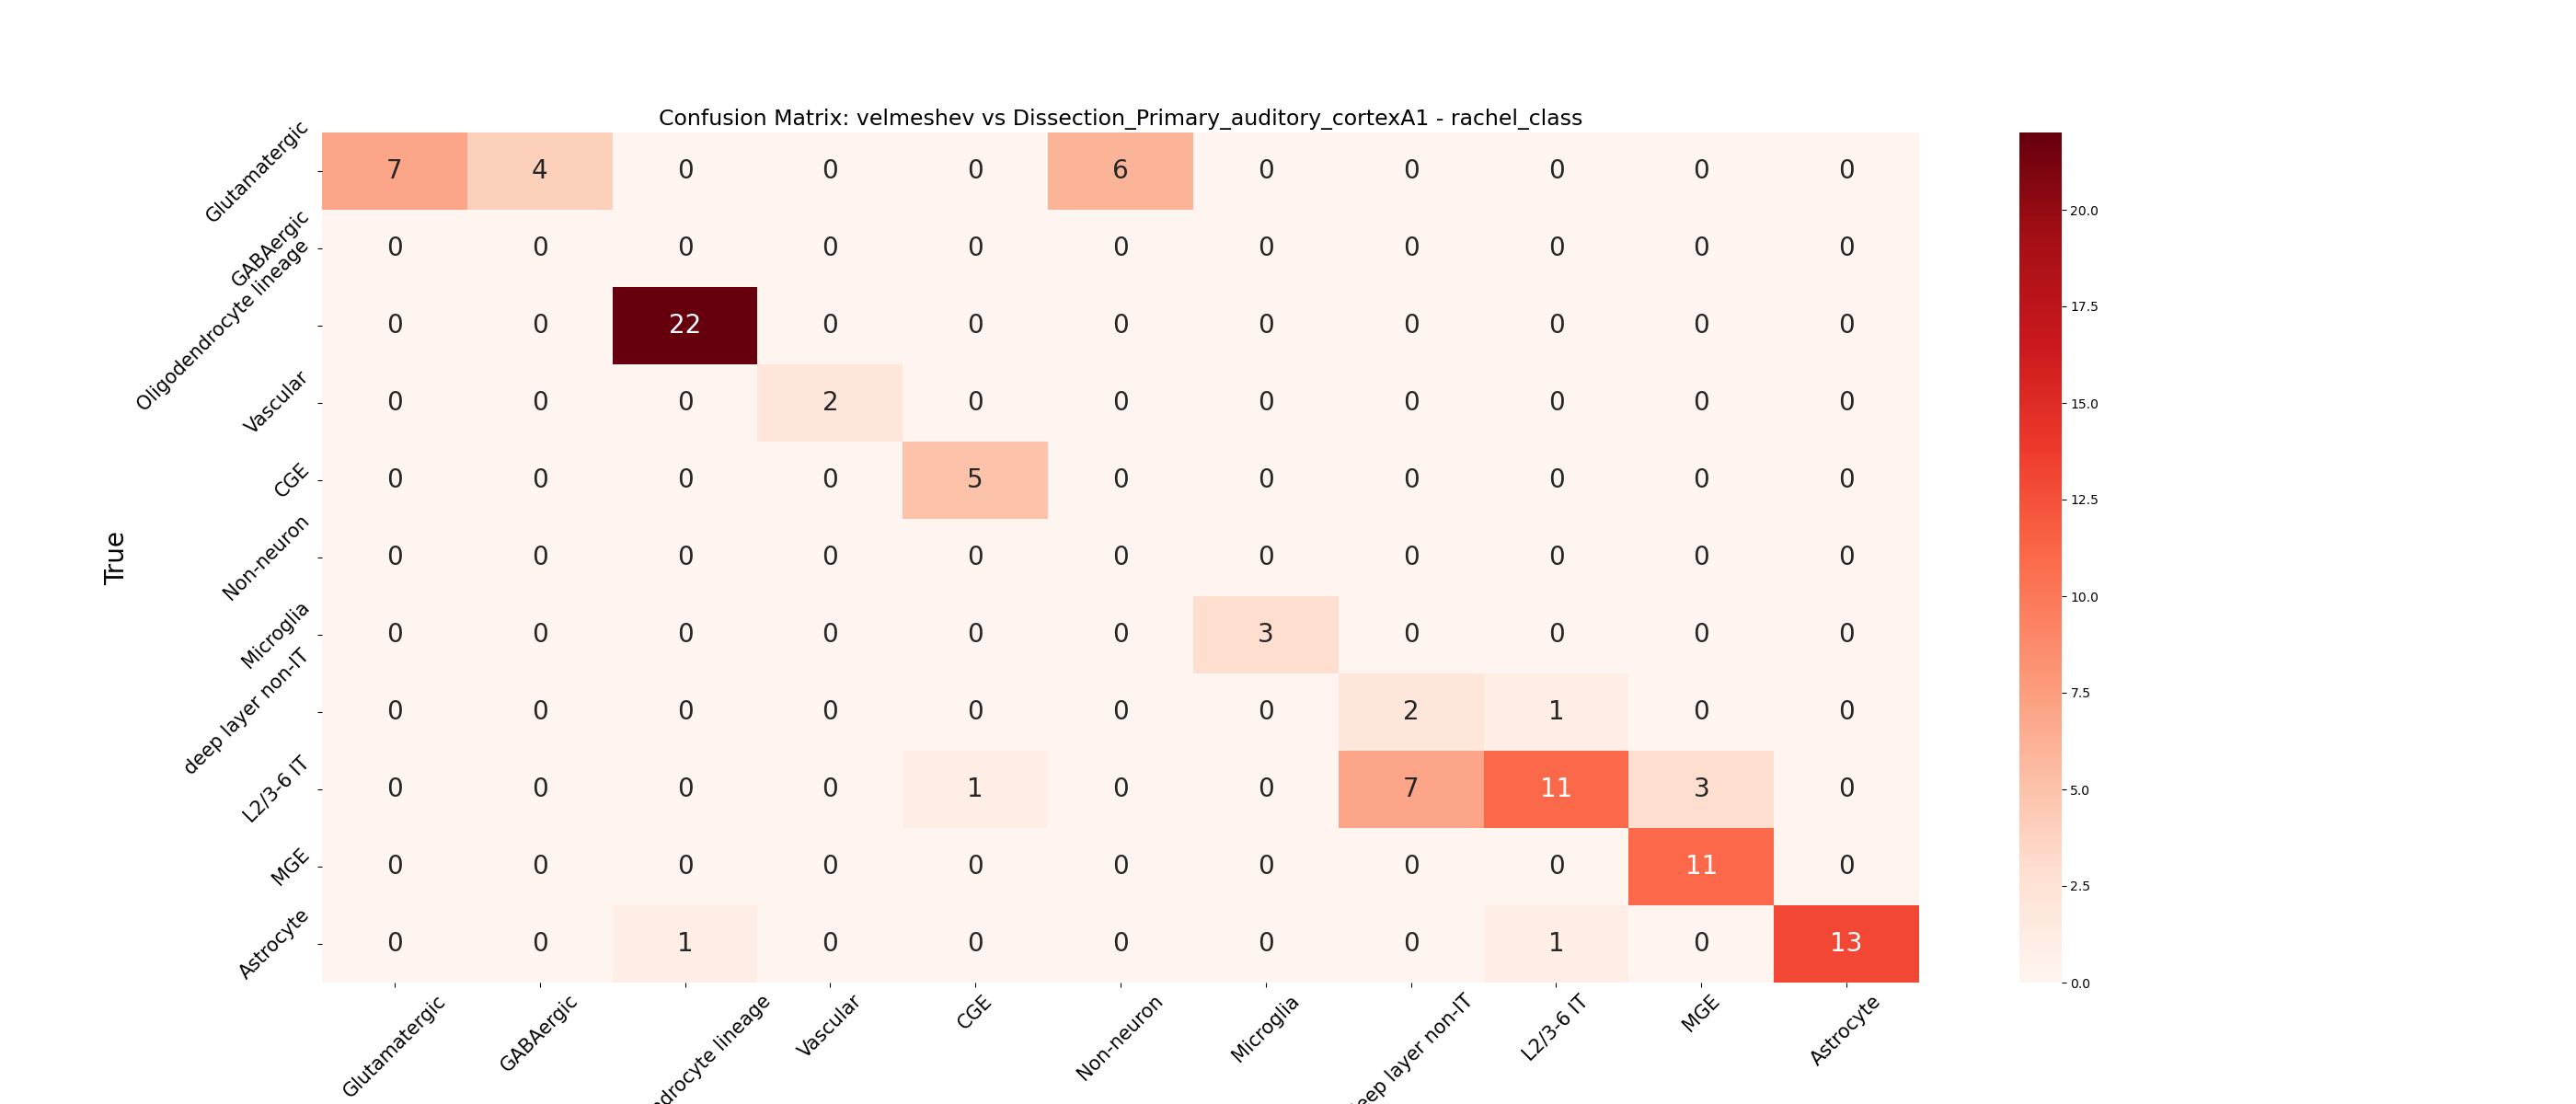 Confusion Matrix: velmeshev vs Dissection_Primary_auditory_cortexA1 - rachel_class
True
Glutamatergic 7 4 0 0 0 6 0 0 0 0 0
GABAergic 0 0 0 0 0 0 0 0 0 0 0
Oligodendrocyte lineage 0 0 22 0 0 0 0 0 0 0 0
Vascular 0 0 0 2 0 0 0 0 0 0 0
CGE 0 0 0 0 5 0 0 0 0 0 0
Non-neuron 0 0 0 0 0 0 0 0 0 0 0
Microglia 0 0 0 0 0 0 3 0 0 0 0
deep layer non-IT 0 0 0 0 0 0 0 2 1 0 0
L2/3-6 IT 0 0 0 0 1 0 0 7 11 3 0
MGE 0 0 0 0 0 0 0 0 0 11 0
Astrocyte 0 0 1 0 0 0 0 0 1 0 13
Glutamatergic GABAergic lineage Vascular CGE Non-neuron Microglia layer non-IT L2/3-6 IT MGE Astrocyte
20.0
17.5
15.0
12.5
10.0
7.5
5.0
2.5
0.0